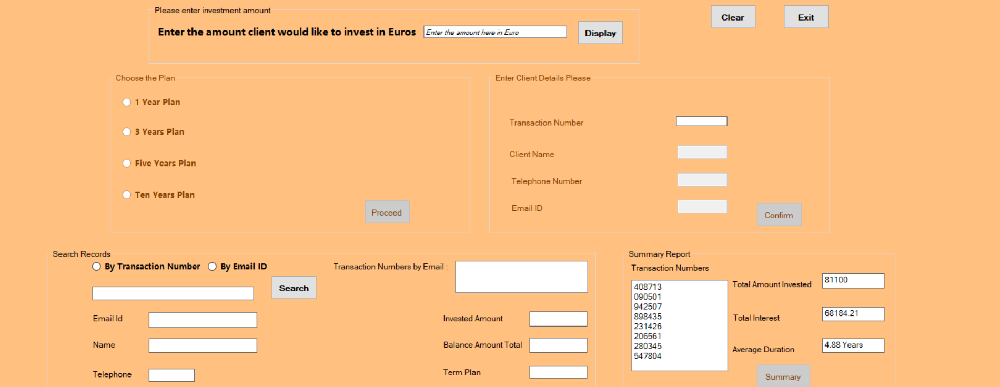 Please enter investment amount
Enter the amount client would like to invest in Euros
Enter the amount here in Euro
Display
Clear
Exit
Choose the Plan
1 Year Plan
3 Years Plan
Five Years Plan
Ten Years Plan
Proceed
Enter Client Details Please
Transaction Number
Client Name
Telephone Number
Email ID
Confirm
Search Records
By Transaction Number
By Email ID
Search
Transaction Numbers by Email :
Email Id
Name
Telephone
Invested Amount
Balance Amount Total
Term Plan
Summary Report
Transaction Numbers
408713
090501
942507
898435
231426
206561
280345
547804
Total Amount Invested 81100
Total Interest 68184.21
Average Duration 4.88 Years
Summary